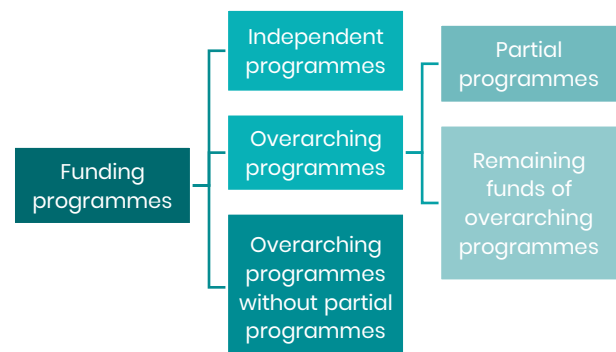 Funding
programmes
Independent
programmes
Overarching
programmes
Overarching
programmes
without partial
programmes
Partial
programmes
Remaining
funds of
overarching
programmes